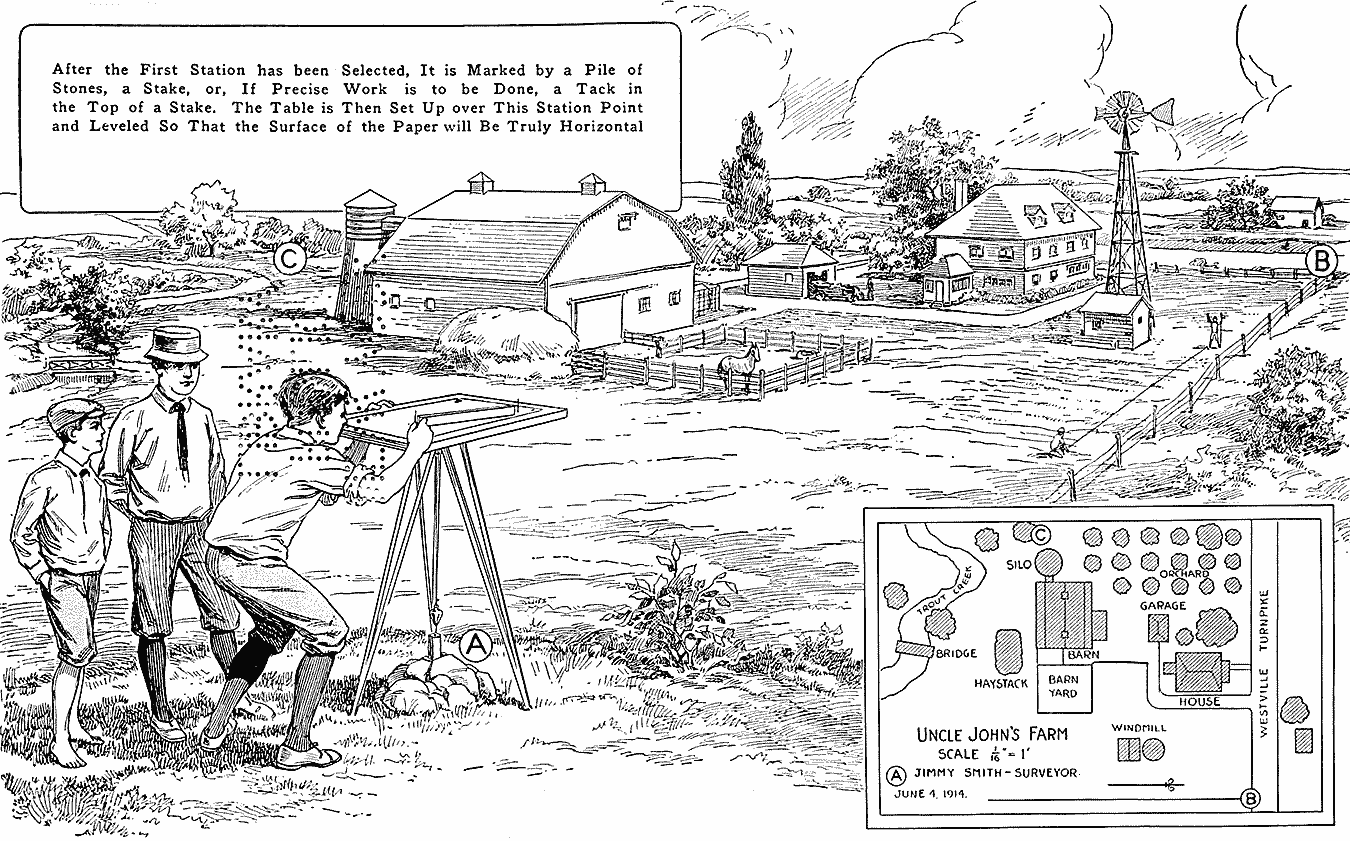 After the First Station has been Selected, It is Marked by a Pile of
Stones, a Stake, or, If Precise Work is to be Done, a Tack in
the Top of a Stake. The Table is Then Set Up over This Station Point
and Leveled So That the Surface of the Paper will Be Truly Horizontal
C
B
A
C
SILO
TROUT CREEK
ORCHARD
GARAGE
WESTVILLE TURNPIKE
BRIDGE
BARN
HAYSTACK
BARN
YARD
HOUSE
WINDMILL
UNCLE JOHN'S FARM
SCALE 1/16" = 1'
A JIMMY SMITH-SURVEYOR.
JUNE 4, 1914.
B